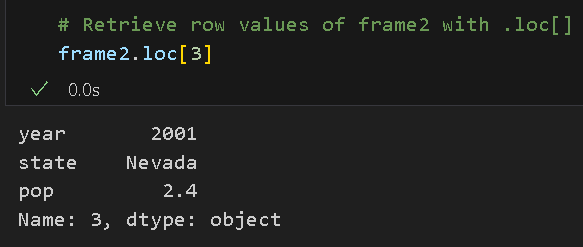 # Retrieve row values of frame2 with .loc[]
frame2.loc[3]
0.0s
year       2001
state    Nevada
pop         2.4
Name: 3, dtype: object